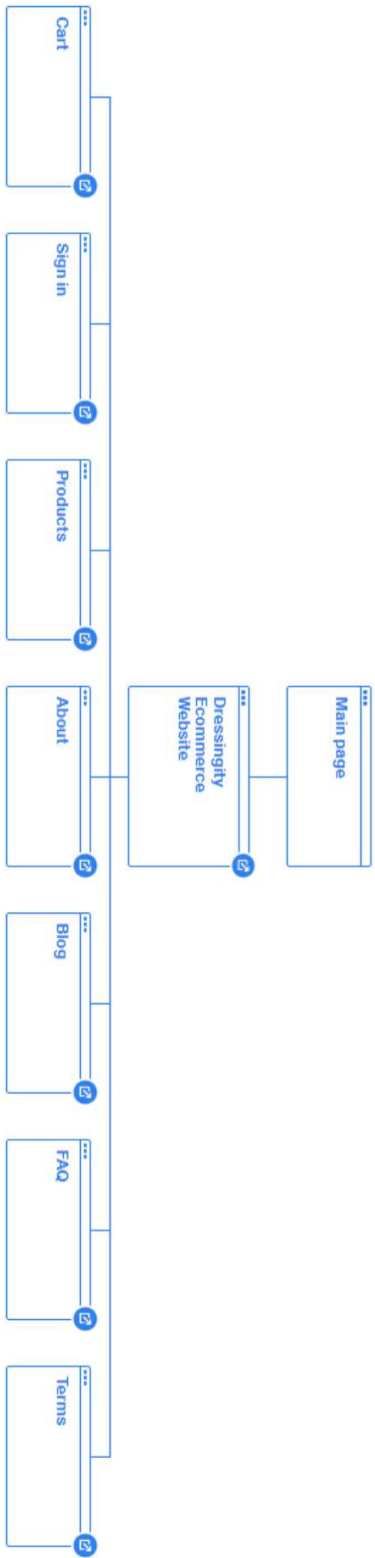 Main page
Dressingity
Ecommerce
Website
Cart
Sign in
Products
About
Blog
FAQ
Terms